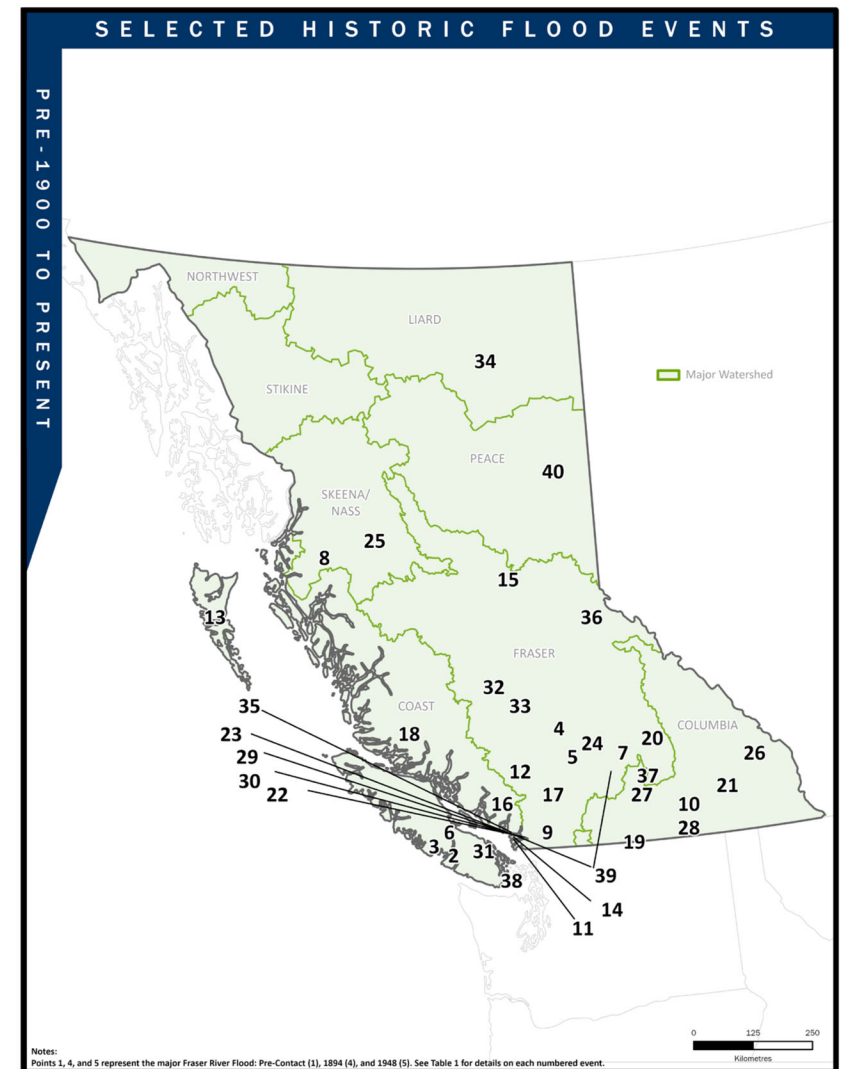 SELECTED HISTORIC FLOOD EVENTS
PRE-1900 TO PRESENT
NORTHWEST
LIARD
34
Major Watershed
STIKINE
PEACE
40
SKEENA/
NASS
25
8
15
13
36
FRASER
32
33
35
COAST
18
4
COLUMBIA
23
24
20
29
5
7
26
30
12
37
21
22
17
27
16
10
6
9
28
3
2
31
19
38
39
14
11
0 125 250
Kilometres
Notes:
Points 1, 4, and 5 represent the major Fraser River Flood: Pre-Contact (1), 1894 (4), and 1948 (5). See Table 1 for details on each numbered event.